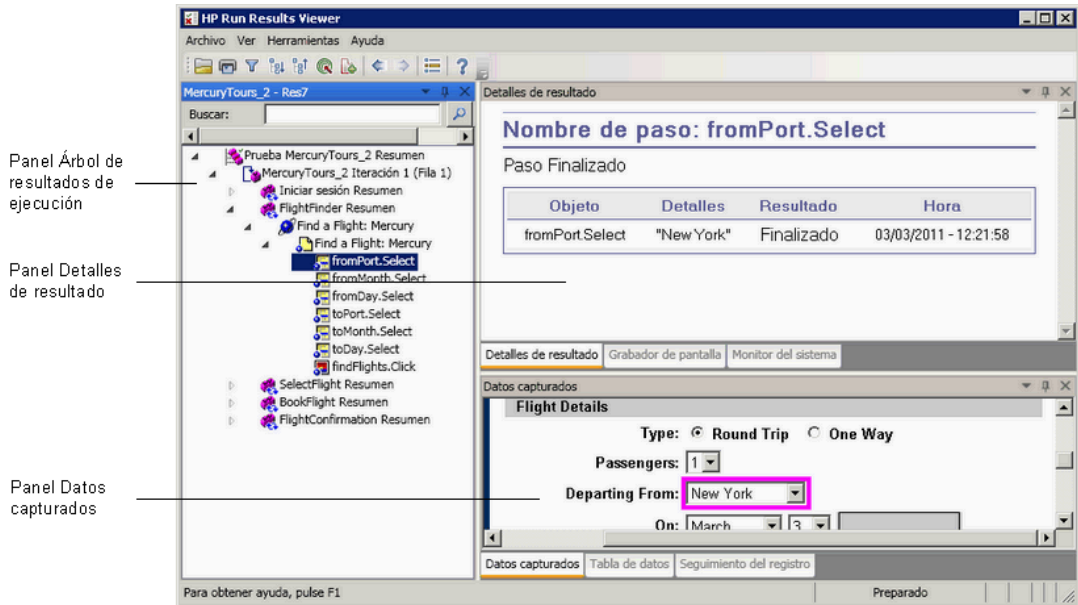 HP Run Results Viewer
Archivo Ver Herramientas Ayuda
MercuryTours_2 - Res7
Buscar:
Prueba MercuryTours_2 Resumen
MercuryTours_2 Iteración 1 (Fila 1)
Iniciar sesión Resumen
FlightFinder Resumen
Find a Flight: Mercury
Find a Flight: Mercury
fromPort.Select
fromMonth.Select
fromDay.Select
toPort.Select
toMonth.Select
toDay.Select
findFlights.Click
SelectFlight Resumen
BookFlight Resumen
FlightConfirmation Resumen
Panel Árbol de
resultados de
ejecución
Panel Detalles
de resultado
Panel Datos
capturados
Detalles de resultado
Nombre de paso: fromPort.Select
Paso Finalizado
Objeto Detalles Resultado Hora
fromPort.Select "New York" Finalizado 03/03/2011 - 12:21:58
Detalles de resultado Grabador de pantalla Monitor del sistema
Datos capturados
Flight Details
Type: Round Trip One Way
Passengers: 1
Departing From: New York
On: March 3
Datos capturados Tabla de datos Seguimiento del registro
Para obtener ayuda, pulse F1 Preparado